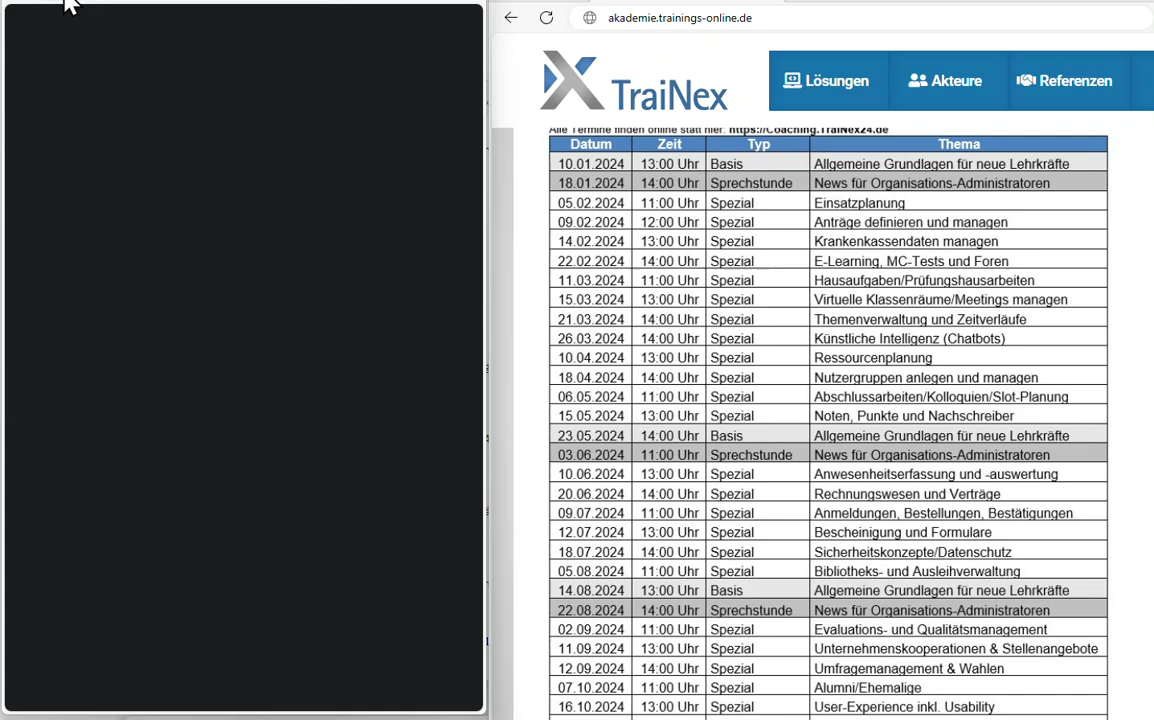 akademie.trainings-online.de
TraiNex
Lösungen Akteure Referenzen
Alle Termine finden online statt hier: https://Coaching.TraiNex24.de
Datum Zeit Typ Thema
10.01.2024 13:00 Uhr Basis Allgemeine Grundlagen für neue Lehrkräfte
18.01.2024 14:00 Uhr Sprechstunde News für Organisations-Administratoren
05.02.2024 11:00 Uhr Spezial Einsatzplanung
09.02.2024 12:00 Uhr Spezial Anträge definieren und managen
14.02.2024 13:00 Uhr Spezial Krankenkassendaten managen
22.02.2024 14:00 Uhr Spezial E-Learning, MC-Tests und Foren
11.03.2024 11:00 Uhr Spezial Hausaufgaben/Prüfungshausarbeiten
15.03.2024 13:00 Uhr Spezial Virtuelle Klassenräume/Meetings managen
21.03.2024 14:00 Uhr Spezial Themenverwaltung und Zeitverläufe
26.03.2024 14:00 Uhr Spezial Künstliche Intelligenz (Chatbots)
10.04.2024 13:00 Uhr Spezial Ressourcenplanung
18.04.2024 14:00 Uhr Spezial Nutzergruppen anlegen und managen
06.05.2024 11:00 Uhr Spezial Abschlussarbeiten/Kolloquien/Slot-Planung
15.05.2024 13:00 Uhr Spezial Noten, Punkte und Nachschreiber
23.05.2024 14:00 Uhr Basis Allgemeine Grundlagen für neue Lehrkräfte
03.06.2024 11:00 Uhr Sprechstunde News für Organisations-Administratoren
10.06.2024 13:00 Uhr Spezial Anwesenheitserfassung und -auswertung
20.06.2024 14:00 Uhr Spezial Rechnungswesen und Verträge
09.07.2024 11:00 Uhr Spezial Anmeldungen, Bestellungen, Bestätigungen
12.07.2024 13:00 Uhr Spezial Bescheinigung und Formulare
18.07.2024 14:00 Uhr Spezial Sicherheitskonzepte/Datenschutz
05.08.2024 11:00 Uhr Spezial Bibliotheks- und Ausleihverwaltung
14.08.2024 13:00 Uhr Basis Allgemeine Grundlagen für neue Lehrkräfte
22.08.2024 14:00 Uhr Sprechstunde News für Organisations-Administratoren
02.09.2024 11:00 Uhr Spezial Evaluations- und Qualitätsmanagement
11.09.2024 13:00 Uhr Spezial Unternehmenskooperationen & Stellenangebote
12.09.2024 14:00 Uhr Spezial Umfragemanagement & Wahlen
07.10.2024 11:00 Uhr Spezial Alumni/Ehemalige
16.10.2024 13:00 Uhr Spezial User-Experience inkl. Usability